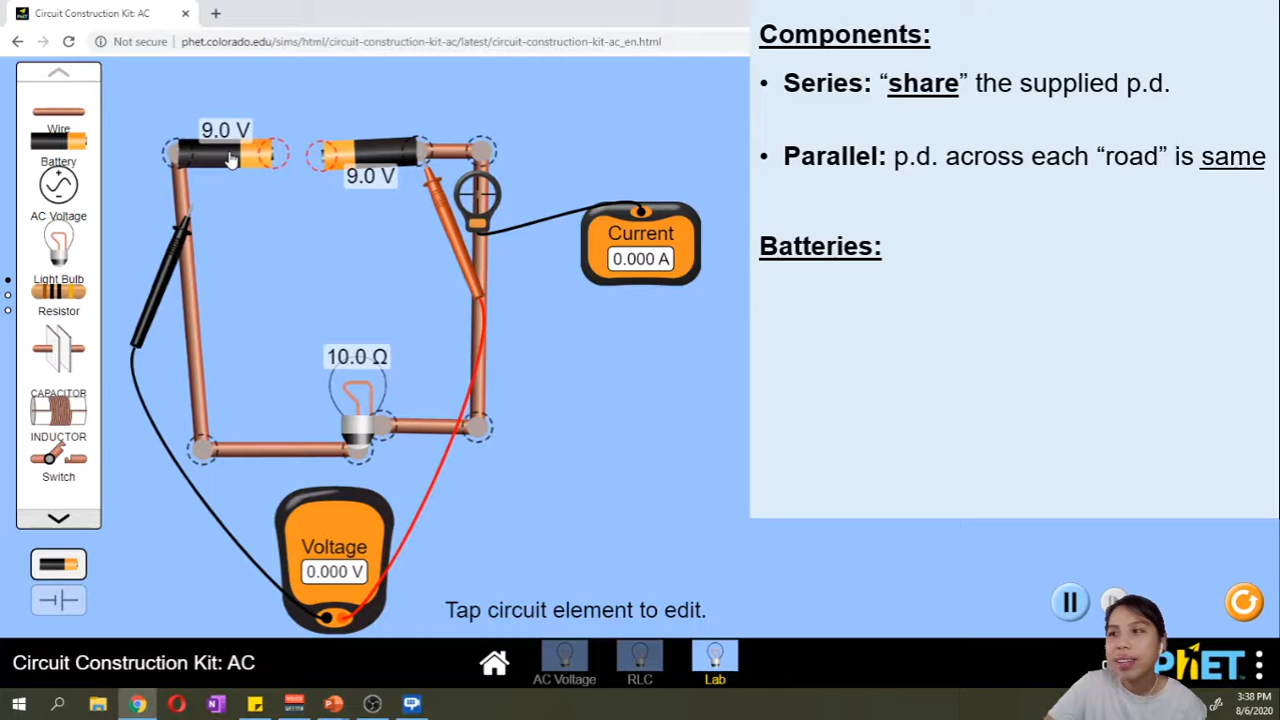 Circuit Construction Kit: AC
Not secure
phet.colorado.edu/sims/html/circuit-construction-kit-ac/latest/circuit-construction-kit-ac_en.html
Wire
Battery
AC Voltage
Light Bulb
Resistor
CAPACITOR
INDUCTOR
Switch
9.0 V
9.0 V
Current
0.000 A
10.0 Ω
Voltage
0.000 V
Tap circuit element to edit.
Components:
• Series: “share” the supplied p.d.
• Parallel: p.d. across each “road” is same
Batteries:
Circuit Construction Kit: AC
AC Voltage
RLC
Lab
PhET
3:38 PM
8/6/2020